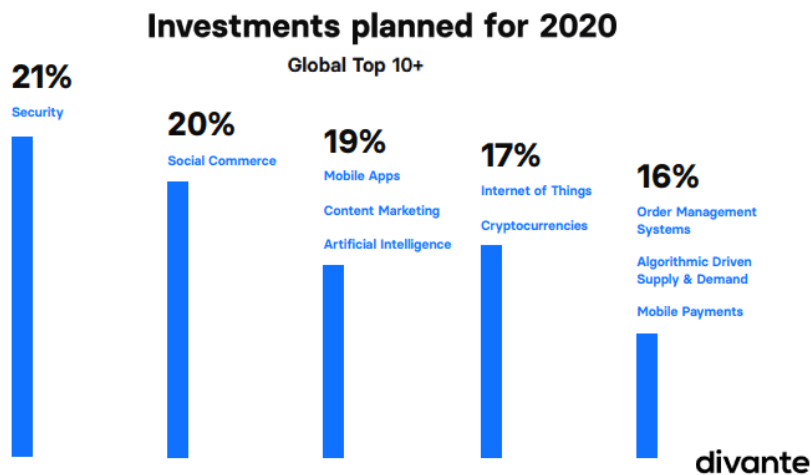 Investments planned for 2020
Global Top 10+
21%
Security
20%
Social Commerce
19%
Mobile Apps
Content Marketing
Artificial Intelligence
17%
Internet of Things
Cryptocurrencies
16%
Order Management
Systems
Algorithmic Driven
Supply & Demand
Mobile Payments
divante